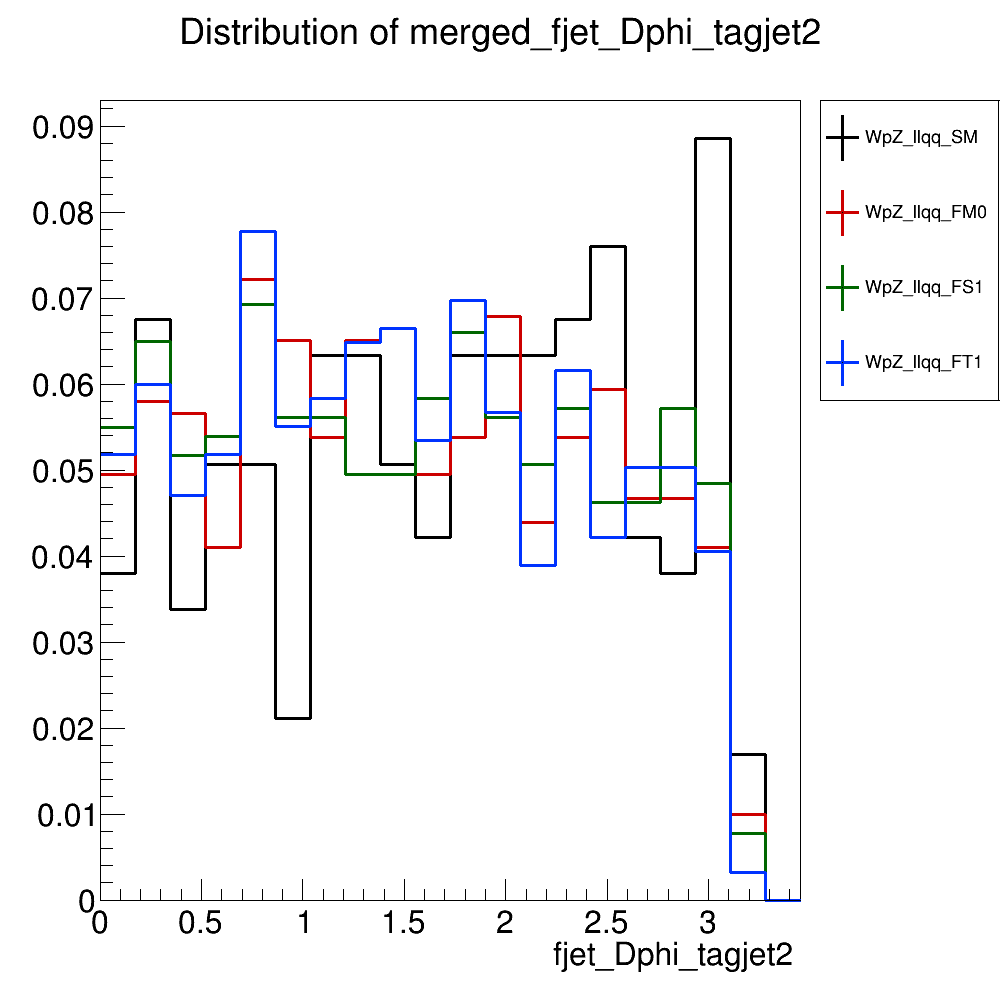 Distribution of merged_fjet_Dphi_tagjet2
0.09
0.08
0.07
0.06
0.05
0.04
0.03
0.02
0.01
0
0 0.5 1 1.5 2 2.5 3
fjet_Dphi_tagjet2
WpZ_llqq_SM
WpZ_llqq_FM0
WpZ_llqq_FS1
WpZ_llqq_FT1